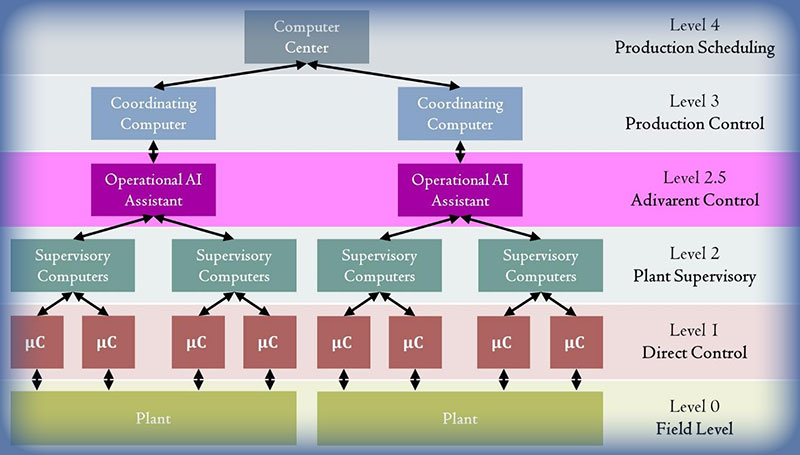 Computer
Center
Level 4
Production Scheduling
Coordinating
Computer
Coordinating
Computer
Level 3
Production Control
Operational AI
Assistant
Operational AI
Assistant
Level 2.5
Adivarent Control
Supervisory
Computers
Supervisory
Computers
Supervisory
Computers
Supervisory
Computers
Level 2
Plant Supervisory
µC
µC
µC
µC
µC
µC
µC
µC
Level 1
Direct Control
Plant
Plant
Level 0
Field Level